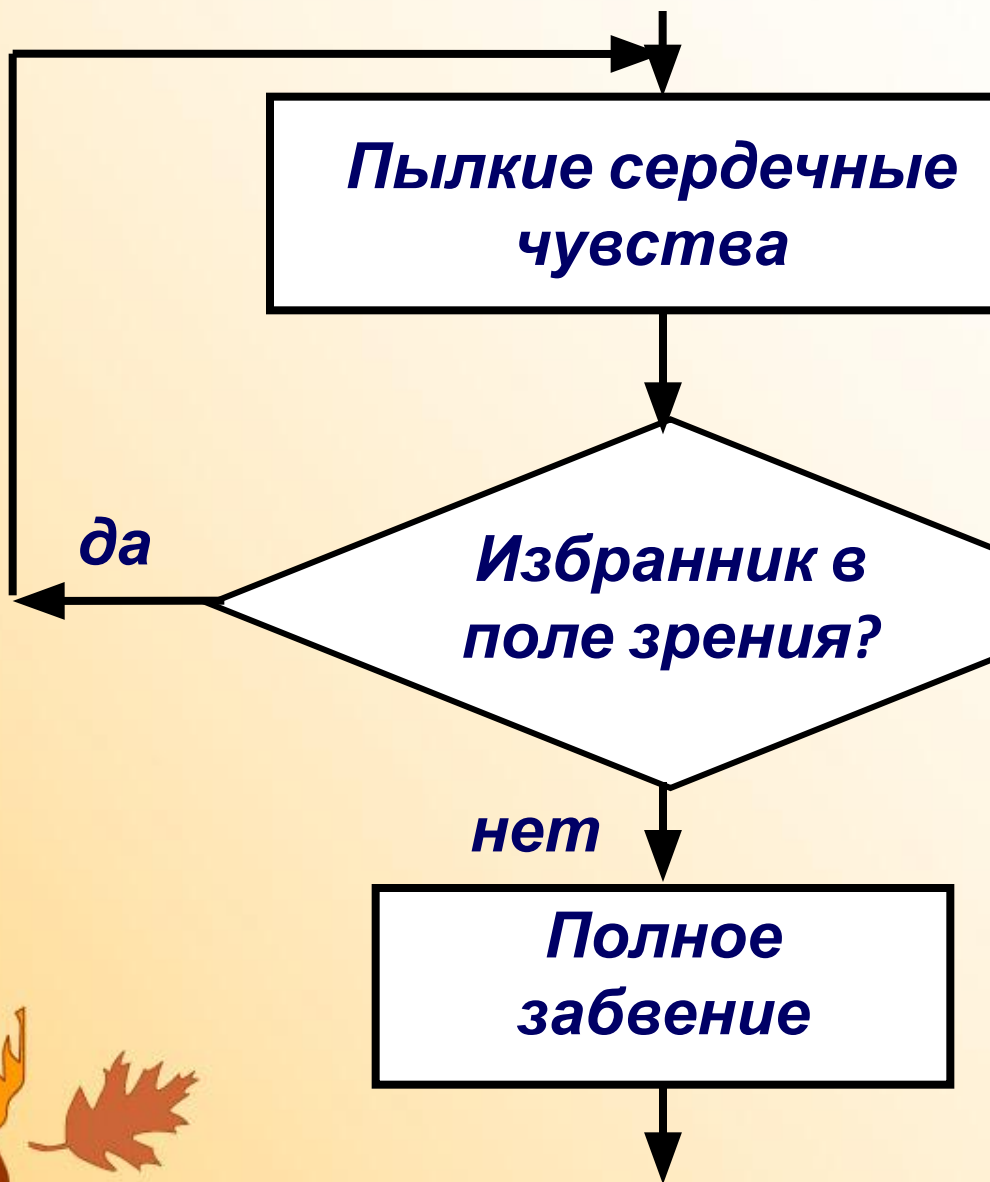 Пылкие сердечные
чувства
да
Избранник в
поле зрения?
нет
Полное
забвение